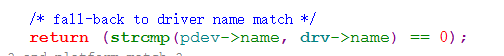 /* fall-back to driver name match */
return (strcmp(pdev->name, drv->name) == 0);